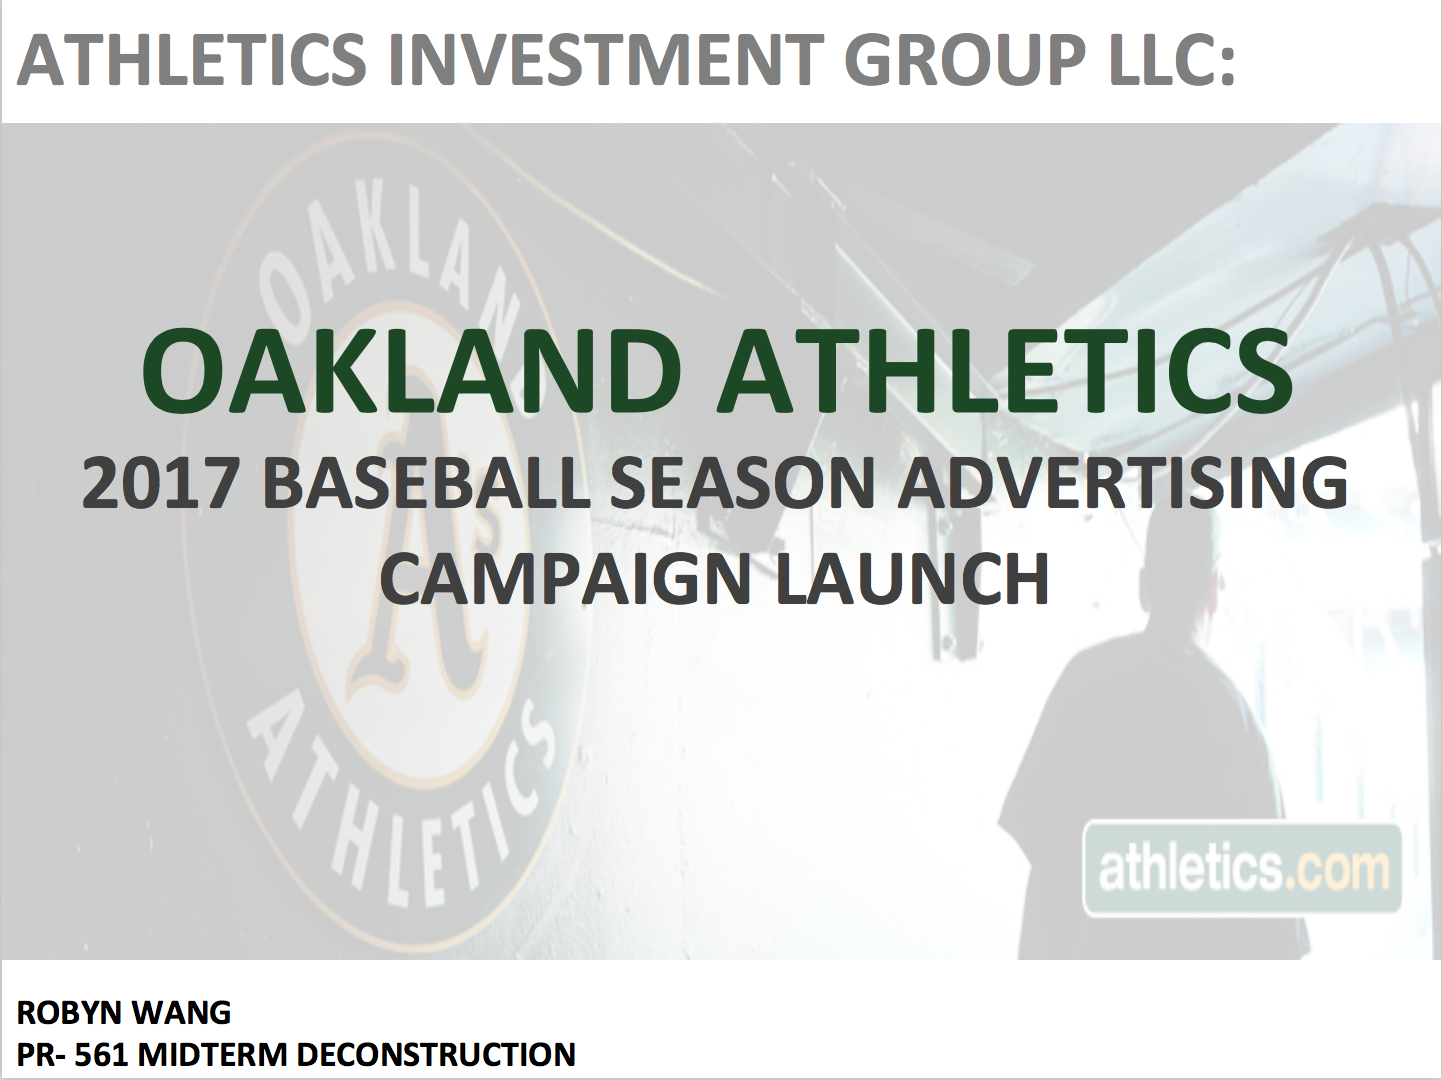 ATHLETICS INVESTMENT GROUP LLC:
OAKLAND
A's
ATHLETICS
OAKLAND ATHLETICS
2017 BASEBALL SEASON ADVERTISING
CAMPAIGN LAUNCH
athletics.com
ROBYN WANG
PR- 561 MIDTERM DECONSTRUCTION